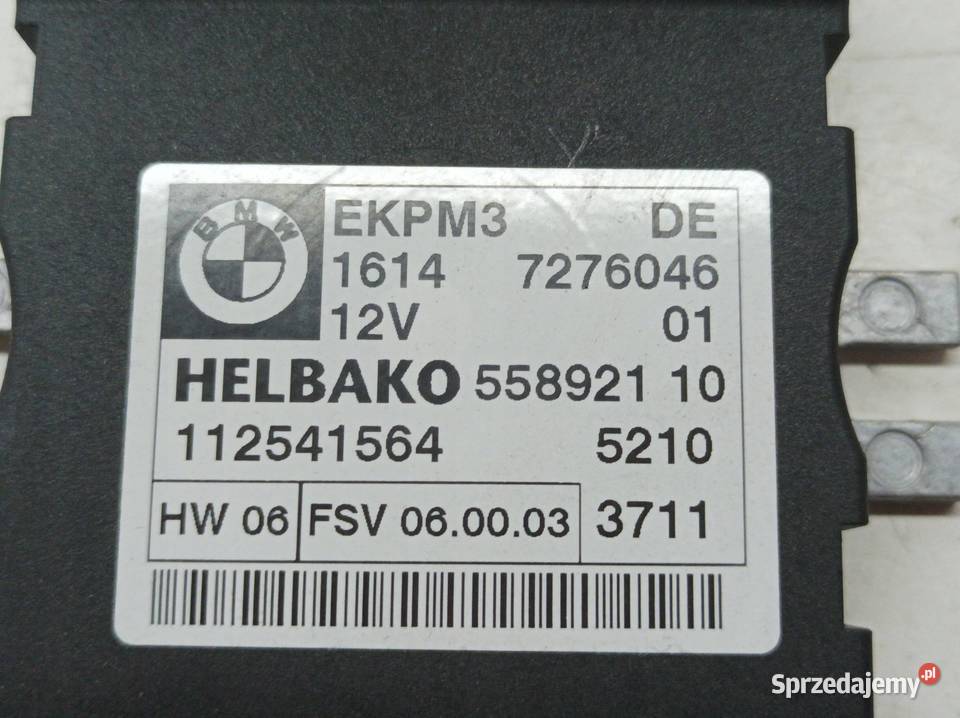 BMW
EKPM3 DE
1614 7276046
12V 01
HELBAKO 558921 10
112541564 5210
HW 06 FSV 06.00.03 3711
Sprzedajemy.pl